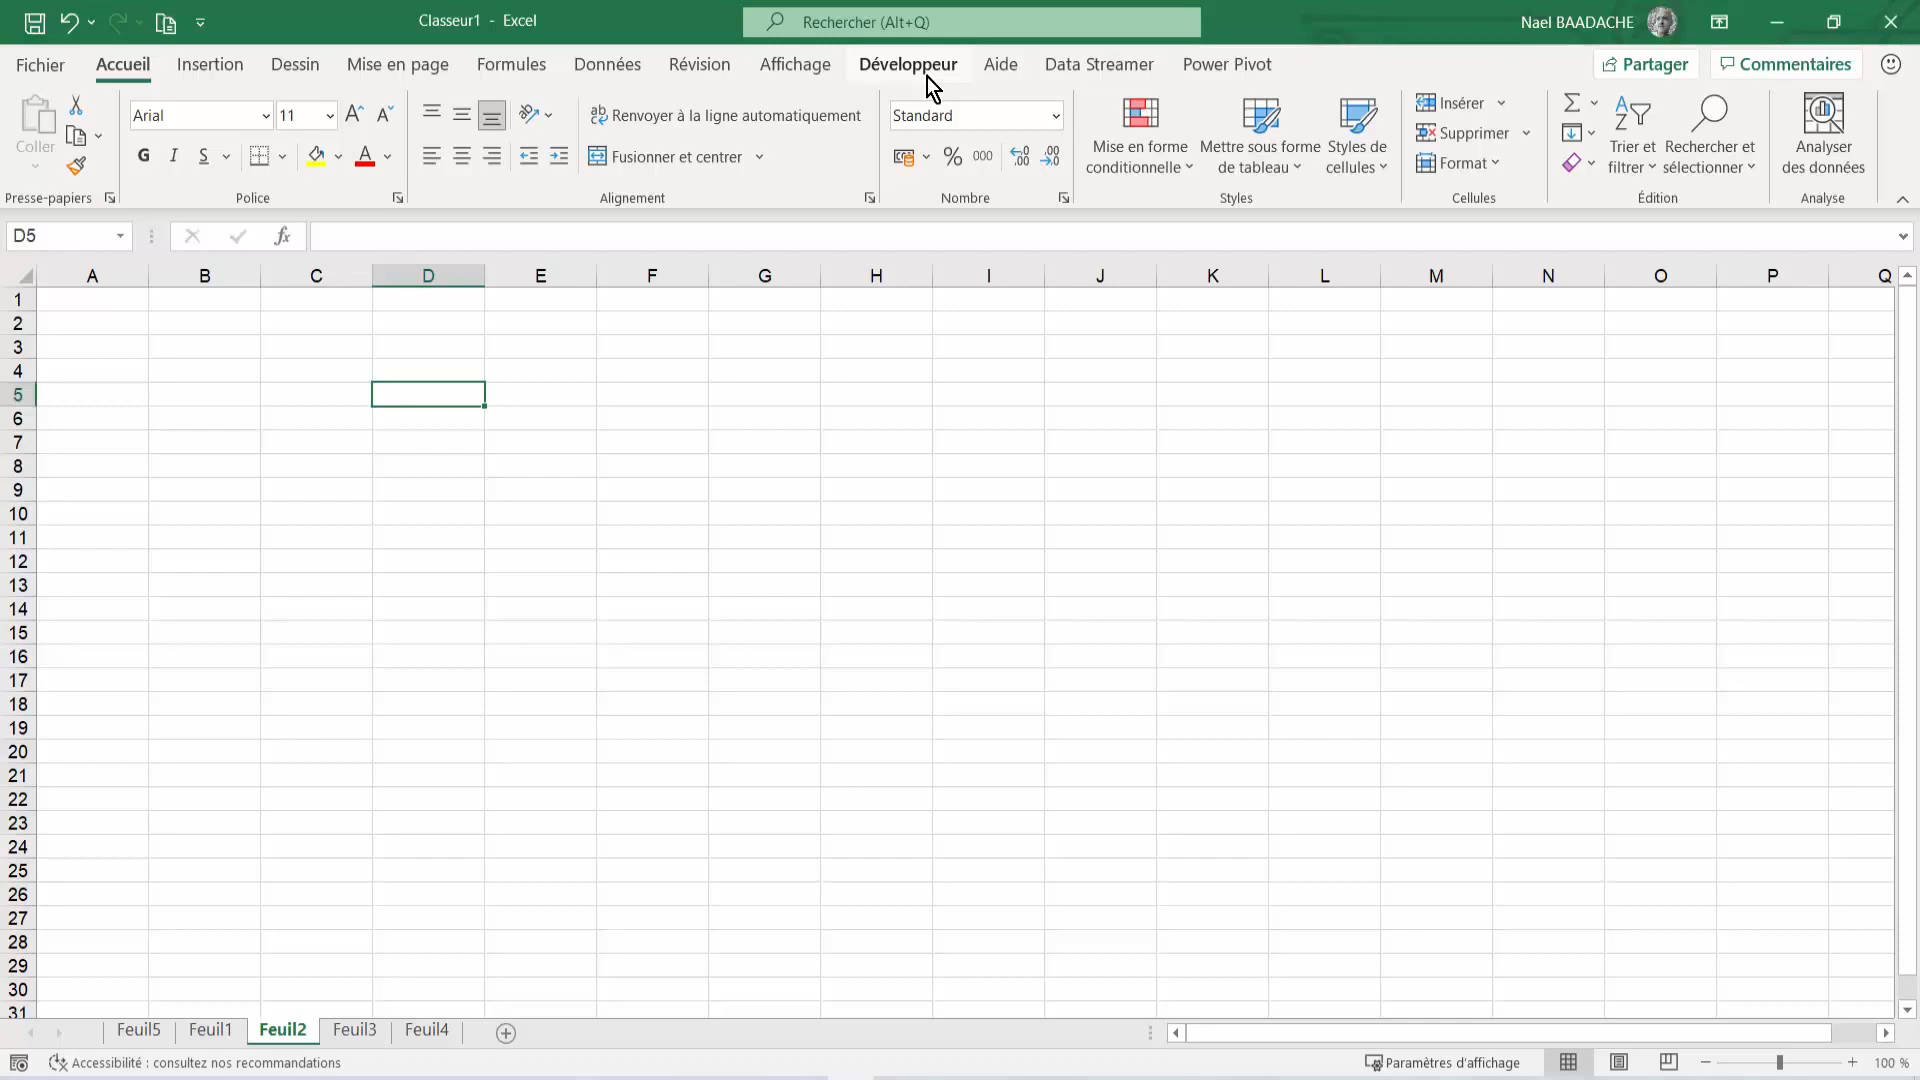 Classeur1 - Excel
Rechercher (Alt+Q)
Nael BAADACHE
Fichier Accueil Insertion Dessin Mise en page Formules Données Révision Affichage Développeur Aide Data Streamer Power Pivot
Partager
Commentaires
Coller
Presse-papiers
Arial 11
G I S
A
Police
ab Renvoyer à la ligne automatiquement
Fusionner et centrer
Alignement
Standard
% 000
Nombre
Mise en forme
conditionnelle
Mettre sous forme
de tableau
Styles de
cellules
Styles
Insérer
Supprimer
Format
Cellules
Trier et
filtrer
Rechercher et
sélectionner
Édition
Analyser
des données
Analyse
D5
fx
A B C D E F G H I J K L M N O P Q
1
2
3
4
5
6
7
8
9
10
11
12
13
14
15
16
17
18
19
20
21
22
23
24
25
26
27
28
29
30
31
Feuil5 Feuil1 Feuil2 Feuil3 Feuil4
Accessibilité : consultez nos recommandations
Paramètres d'affichage
100 %